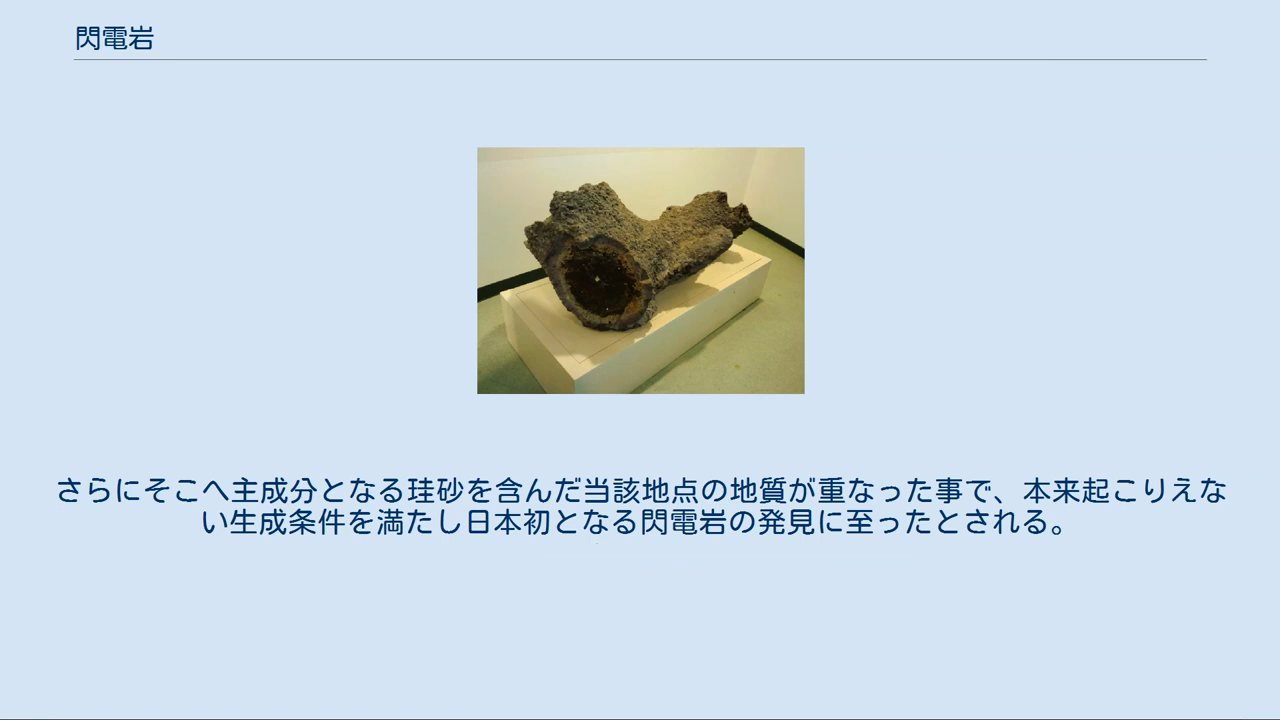 閃電岩
さらにそこへ主成分となる珪砂を含んだ当該地点の地質が重なった事で、本来起こりえな
い生成条件を満たし日本初となる閃電岩の発見に至ったとされる。